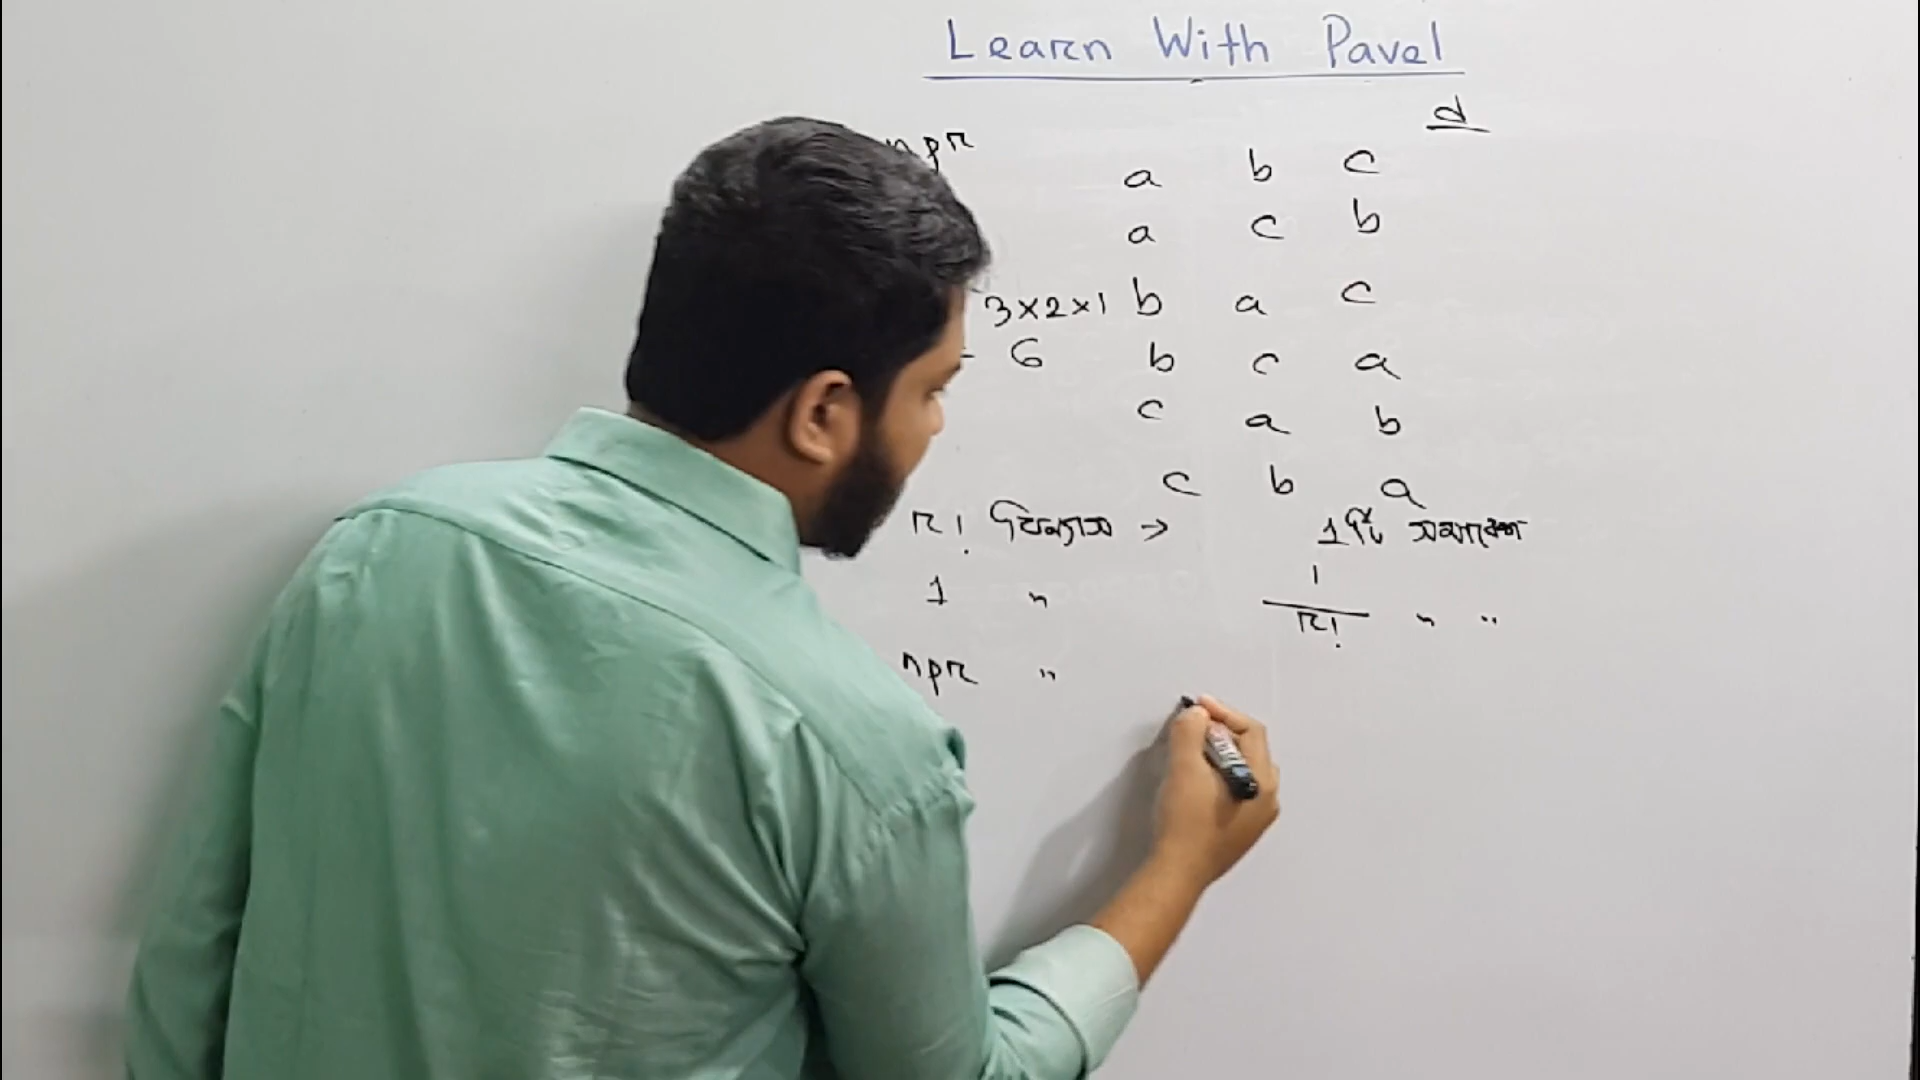 Learn With Pavel
d
npr
a b c
a c b
3×2×1 b a c
- 6 b c a
c a b
c b a
r! বিন্যাস → 1টি সমাবেশ
1 " 1/r! " "
npr "